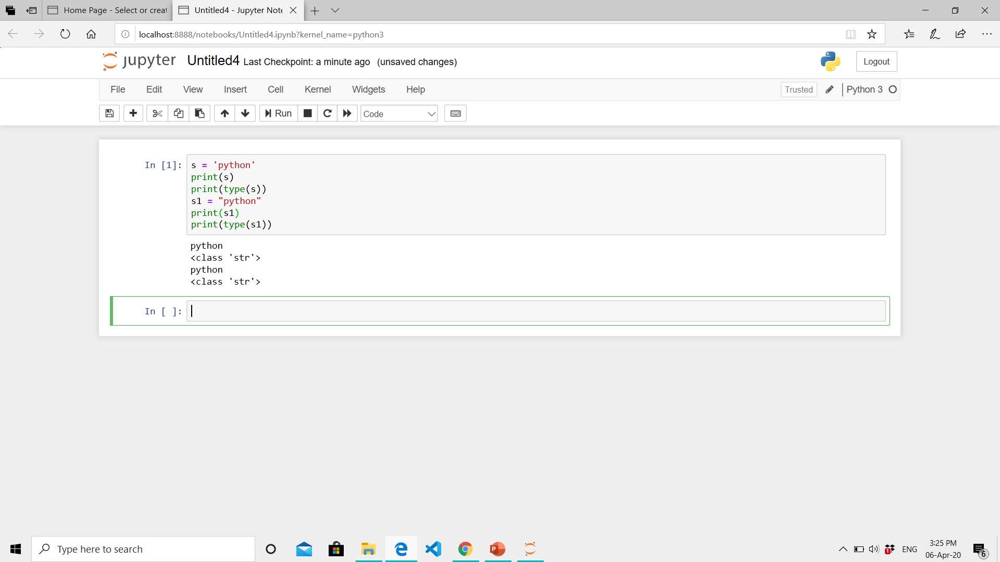 Home Page - Select or creat
Untitled4 - Jupyter Note
localhost:8888/notebooks/Untitled4.ipynb?kernel_name=python3
jupyter Untitled4 Last Checkpoint: a minute ago (unsaved changes)
Logout
File Edit View Insert Cell Kernel Widgets Help
Trusted Python 3
Run Code
In [1]: s = 'python'
print(s)
print(type(s))
s1 = "python"
print(s1)
print(type(s1))
python
<class 'str'>
python
<class 'str'>
In [ ]:
Type here to search
P
1
ENG
3:25 PM
06-Apr-20
6